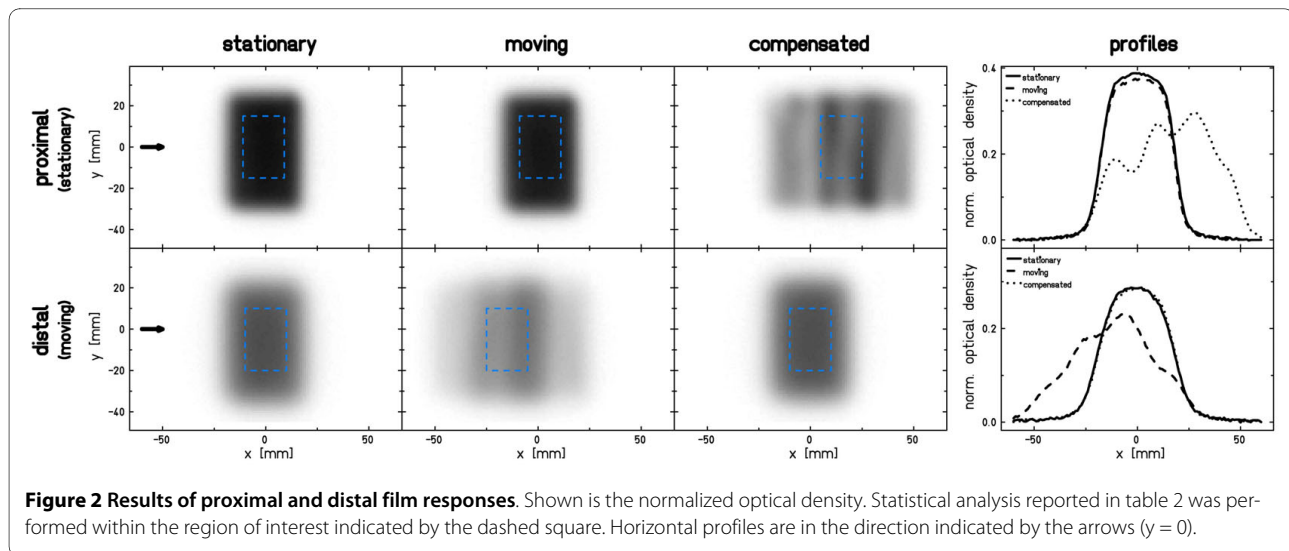 stationary moving compensated profiles
proximal
(stationary)
y [mm]
20
0
-20
-40
norm. optical density
0.4
0.2
0.0
stationary
moving
compensated
distal
(moving)
y [mm]
20
0
-20
-40
norm. optical density
0.2
0.0
stationary
moving
compensated
-50 0 50 -50 0 50 -50 0 50 -50 0 50
x [mm] x [mm] x [mm] x [mm]
Figure 2 Results of proximal and distal film responses. Shown is the normalized optical density. Statistical analysis reported in table 2 was per-
formed within the region of interest indicated by the dashed square. Horizontal profiles are in the direction indicated by the arrows (y = 0).